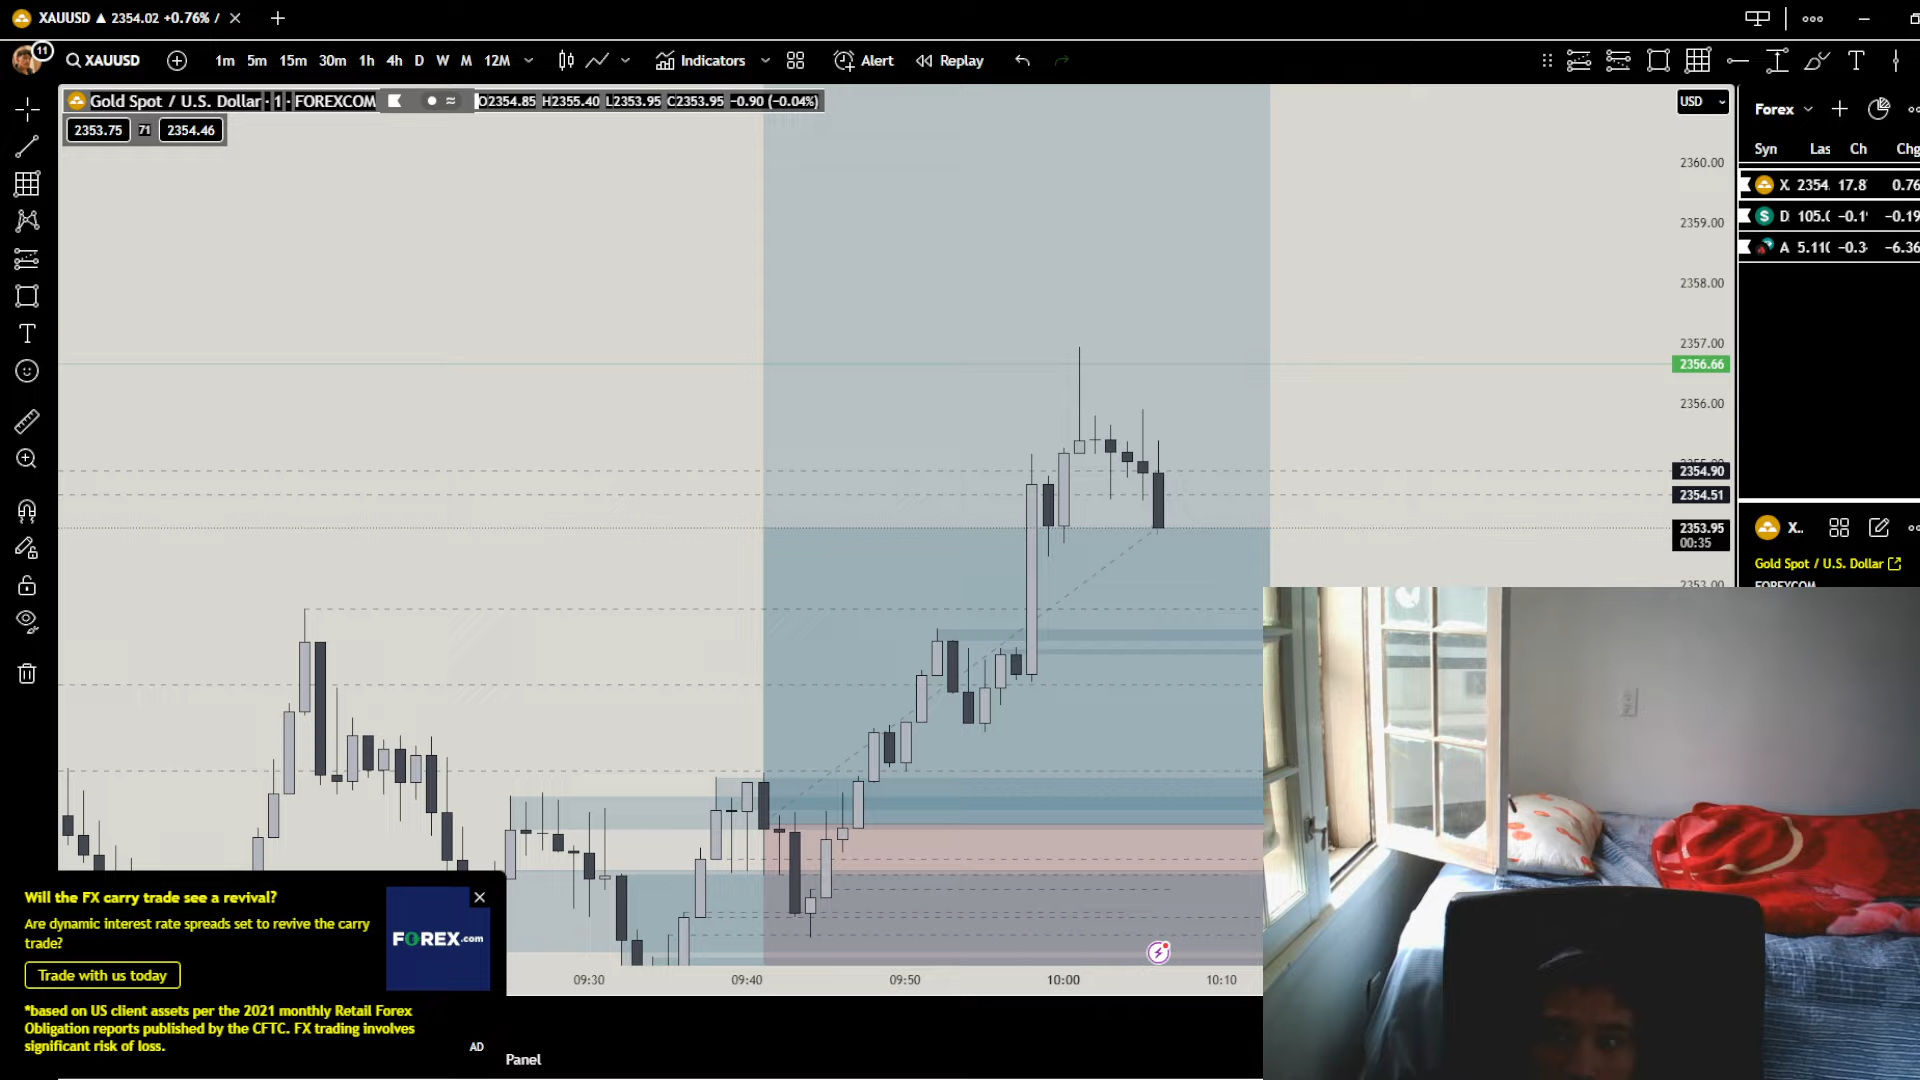 XAUUSD ▲ 2354.02 +0.76% /
11
XAUUSD
1m 5m 15m 30m 1h 4h D W M 12M
Indicators
Alert
Replay
Gold Spot / U.S. Dollar · 1 · FOREXCOM
O2354.85 H2355.40 L2353.95 C2353.95 −0.90 (−0.04%)
2353.75 71 2354.46
USD
2360.00
2359.00
2358.00
2357.00
2356.66
2356.00
2354.90
2354.51
2353.95
00:35
2353.00
Forex
Syn Las Ch Chg
X 2354. 17.8 0.76
D 105.0 −0.1 −0.19
A 5.110 −0.3 −6.36
X..
Gold Spot / U.S. Dollar
FOREXCOM
Will the FX carry trade see a revival?
Are dynamic interest rate spreads set to revive the carry
trade?
Trade with us today
FOREX.com
*based on US client assets per the 2021 monthly Retail Forex
Obligation reports published by the CFTC. FX trading involves
significant risk of loss.
AD
09:30 09:40 09:50 10:00 10:10
Panel